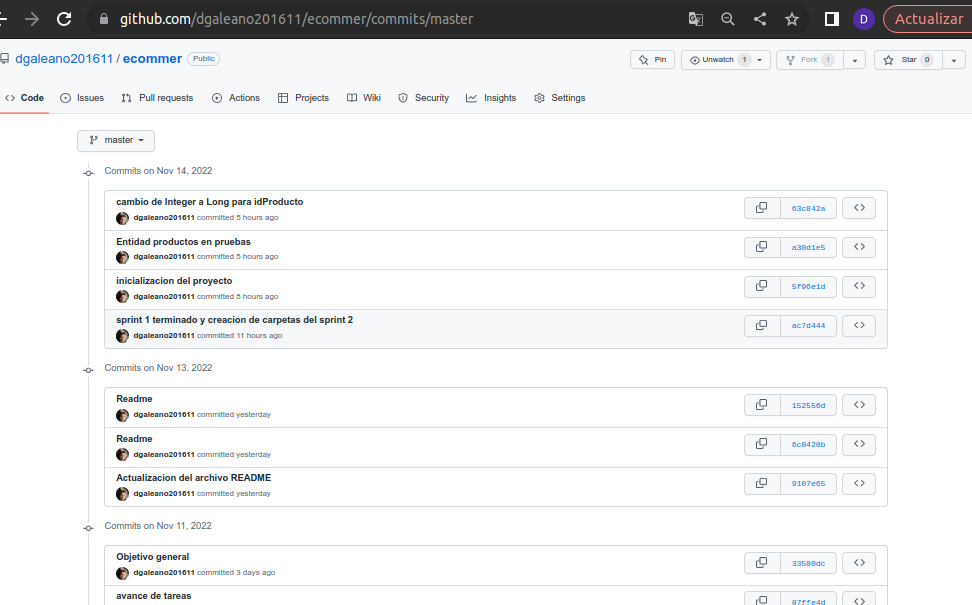 github.com/dgaleano201611/ecommer/commits/master
D
Actualizar
dgaleano201611 / ecommer Public
Pin
Unwatch 1
Fork 1
Star 0
Code
Issues
Pull requests
Actions
Projects
Wiki
Security
Insights
Settings
master
Commits on Nov 14, 2022
cambio de Integer a Long para idProducto
dgaleano201611 committed 5 hours ago
63c842a
Entidad productos en pruebas
dgaleano201611 committed 5 hours ago
a30d1e5
inicializacion del proyecto
dgaleano201611 committed 8 hours ago
5f96e1d
sprint 1 terminado y creacion de carpetas del sprint 2
dgaleano201611 committed 11 hours ago
ac7d444
Commits on Nov 13, 2022
Readme
dgaleano201611 committed yesterday
152556d
Readme
dgaleano201611 committed yesterday
6c0420b
Actualizacion del archivo README
dgaleano201611 committed yesterday
9107e65
Commits on Nov 11, 2022
Objetivo general
dgaleano201611 committed 3 days ago
33500dc
avance de tareas
87ffe4d